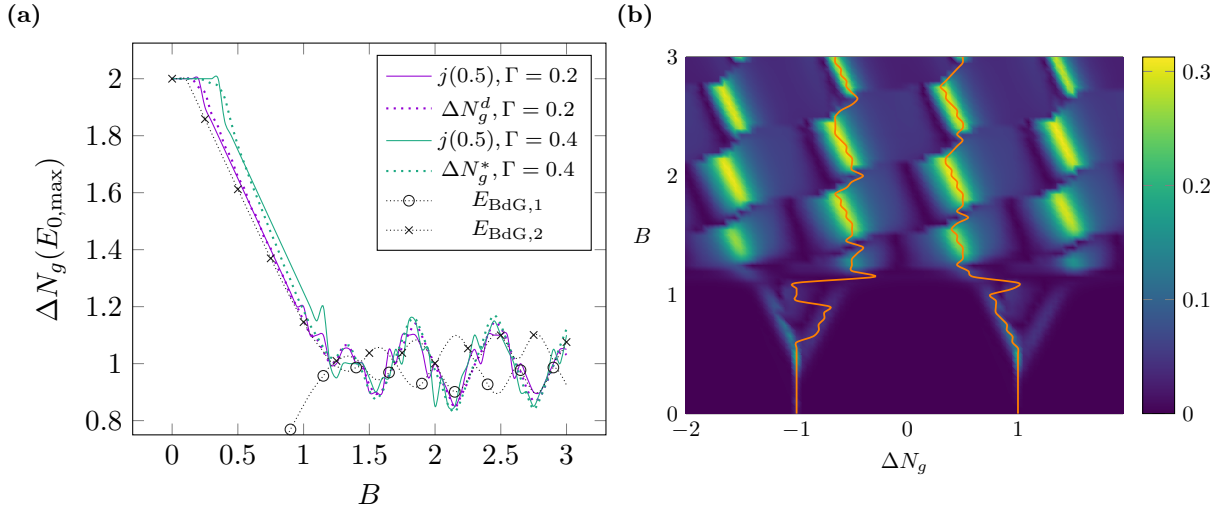 (a)
(b)
ΔN_g(E_{0,max})
2
1.8
1.6
1.4
1.2
1
0.8
0
0.5
1
1.5
2
2.5
3
B
j(0.5), Γ = 0.2
ΔN_g^d, Γ = 0.2
j(0.5), Γ = 0.4
ΔN_g^*, Γ = 0.4
E_{BdG,1}
E_{BdG,2}
B
3
2
1
0
−2
−1
0
1
ΔN_g
0.3
0.2
0.1
0